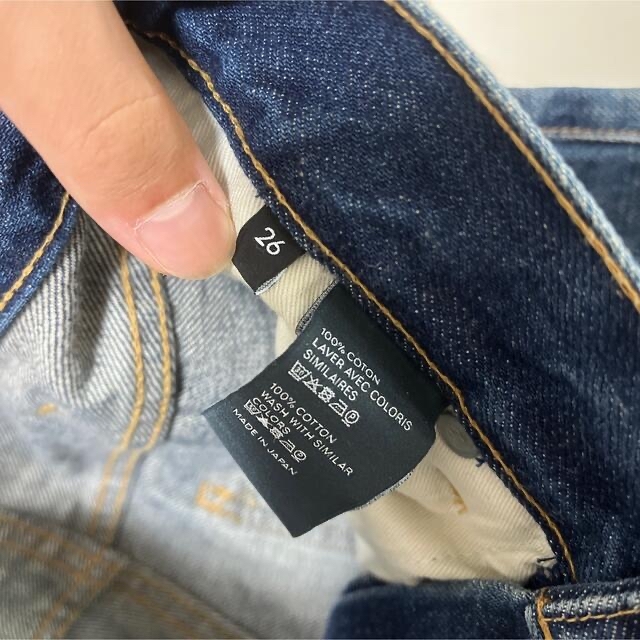 26
100% COTON
LAVER AVEC COLORIS
SIMILAIRES
100% COTTON
WASH WITH SIMILAR
COLORS
MADE IN JAPAN